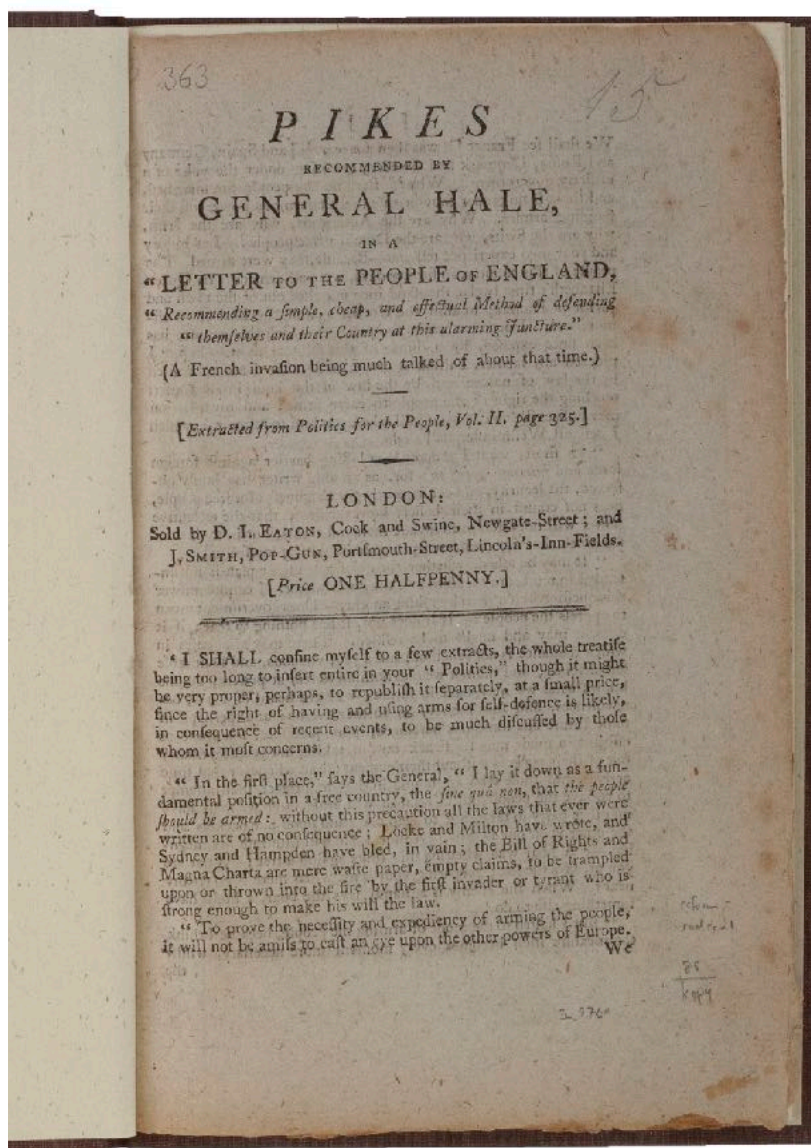 363
15
PIKES
RECOMMENDED BY
GENERAL HALE,
IN A
"LETTER TO THE PEOPLE OF ENGLAND,
"Recommending a ſimple, cheap, and effectual Method of defending
"" themſelves and their Country at this alarming Juncture."
(A French invaſion being much talked of about that time.)
[Extracted from Politics for the People, Vol. II. page 325.]
LONDON:
Sold by D. I. EATON, Cock and Swine, Newgate-Street; and
J. SMITH, POP-GUN, Portſmouth-Street, Lincoln's-Inn-Fields.
[Price ONE HALFPENNY.]
'I SHALL confine myſelf to a few extracts, the whole treatiſe
being too long to inſert entire in your "Politics," though it might
be very proper, perhaps, to republiſh it ſeparately, at a ſmall price,
ſince the right of having and uſing arms for ſelf-defence is likely,
in conſequence of recent events, to be much diſcuſſed by thoſe
whom it moſt concerns.
"In the firſt place," ſays the General, "I lay it down as a fun-
damental poſition in a free country, the ſine quâ non, that the people
ſhould be armed: without this precaution all the laws that ever were
written are of no conſequence; Locke and Milton have wrote, and
Sydney and Hampden have bled, in vain; the Bill of Rights and
Magna Charta are mere waſte paper, empty claims, to be trampled
upon or thrown into the fire by the firſt invader or tyrant who is
ſtrong enough to make his will the law.
"To prove the neceſſity and expediency of arming the people,
it will not be amiſs to caſt an eye upon the other powers of Europe.
We